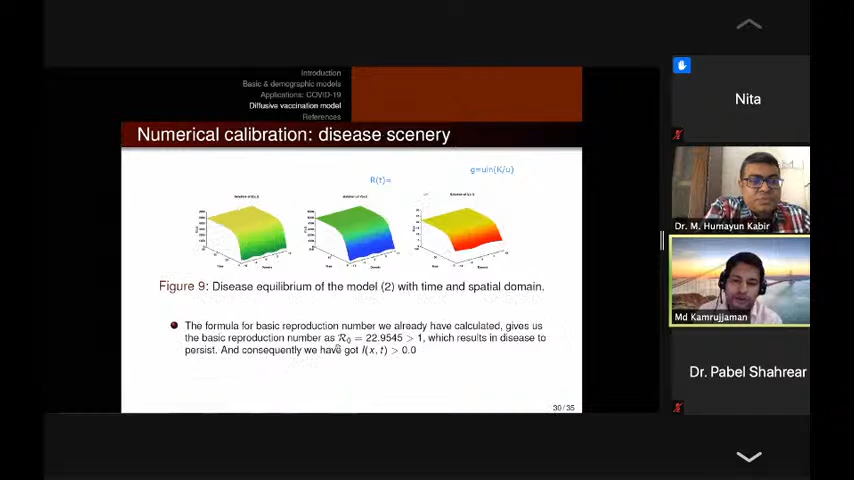 Introduction
Basic & demographic models
Applications: COVID-19
Diffusive vaccination model
References
Numerical calibration: disease scenery
R(t)=
g=uln(K/u)
Figure 9: Disease equilibrium of the model (2) with time and spatial domain.
The formula for basic reproduction number we already have calculated, gives us
the basic reproduction number as R₀ = 22.9545 > 1, which results in disease to
persist. And consequently we have got I(x, t) > 0.0
30/35
Nita
Dr. M. Humayun Kabir
Md Kamrujjaman
Dr. Pabel Shahrear